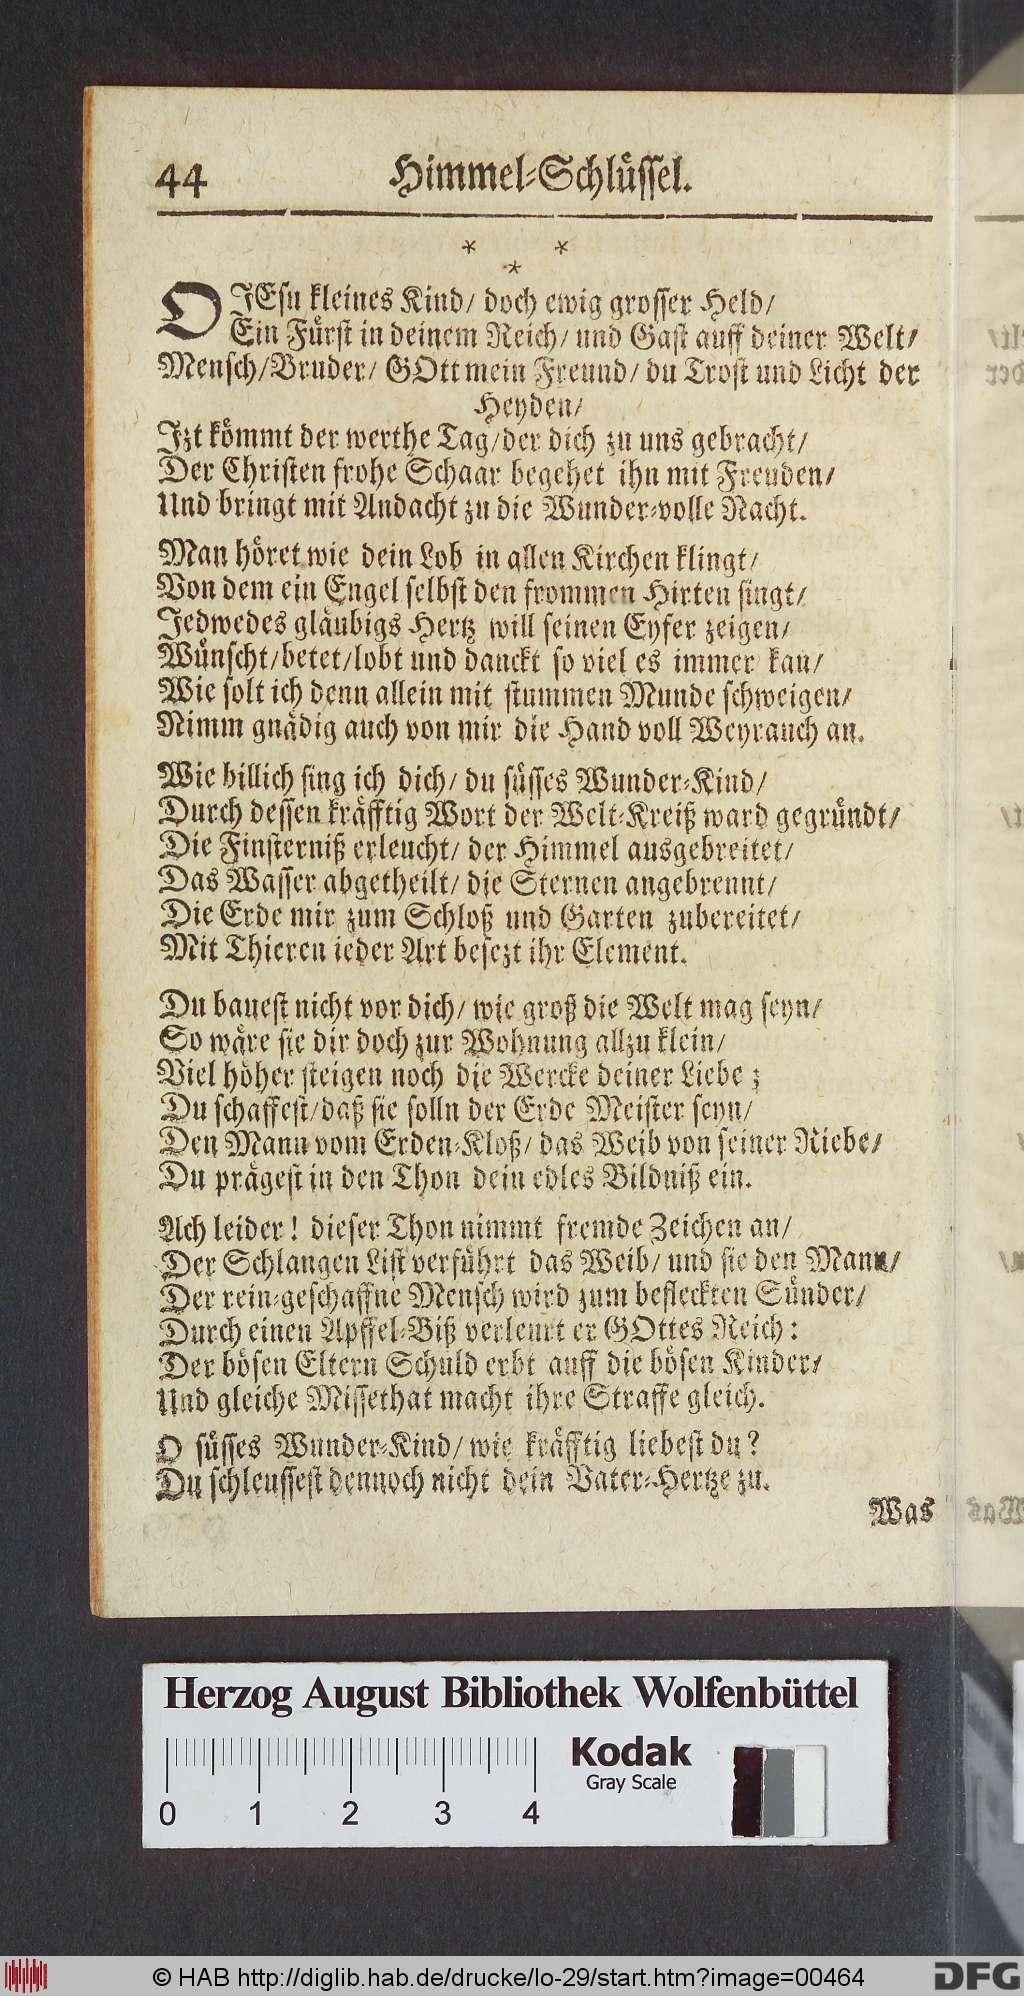 44 Himmel-Schlüssel.
* * *
O JEsu kleines Kind/ doch ewig grosser Held/
Ein Fürst in deinem Reich/ und Gast auff deiner Welt/
Mensch/Bruder/ GOtt mein Freund/ du Trost und Licht der
Heyden/
Jzt kömmt der werthe Tag/der dich zu uns gebracht/
Der Christen frohe Schaar begehet ihn mit Freuden/
Und bringt mit Andacht zu die Wunder-volle Nacht.
Man höret wie dein Lob in allen Kirchen klingt/
Von dem ein Engel selbst den frommen Hirten singt/
Jedwedes gläubigs Hertz will seinen Eyfer zeigen/
Wünscht/betet/lobt und danckt so viel es immer kan/
Wie solt ich denn allein mit stummen Munde schweigen/
Nimm gnädig auch von mir die Hand voll Weyrauch an.
Wie billich sing ich dich/ du süsses Wunder-Kind/
Durch dessen kräfftig Wort der Welt-Kreiß ward gegründt/
Die Finsterniß erleucht/ der Himmel ausgebreitet/
Das Wasser abgetheilt/ die Sternen angebrennt/
Die Erde mir zum Schloß und Garten zubereitet/
Mit Thieren ieder Art besezt ihr Element.
Du bauest nicht vor dich/ wie groß die Welt mag seyn/
So wäre sie dir doch zur Wohnung allzu klein/
Viel höher steigen noch die Wercke deiner Liebe;
Du schaffest/daß sie solln der Erde Meister seyn/
Den Mann vom Erden-Kloß/ das Weib von seiner Riebe/
Du prägest in den Thon dein edles Bildniß ein.
Ach leider! dieser Thon nimmt fremde Zeichen an/
Der Schlangen List verführt das Weib/ und sie den Mann/
Der rein-geschaffne Mensch wird zum befleckten Sünder/
Durch einen Apffel-Biß verleurt er GOttes Reich:
Der bösen Eltern Schuld erbt auff die bösen Kinder/
Und gleiche Missethat macht ihre Straffe gleich.
O süsses Wunder-Kind/ wie kräfftig liebest du?
Du schleussest dennoch nicht dein Vater-Hertze zu.
Was
Herzog August Bibliothek Wolfenbüttel
Kodak
Gray Scale
0 1 2 3 4
© HAB http://diglib.hab.de/drucke/lo-29/start.htm?image=00464
DFG